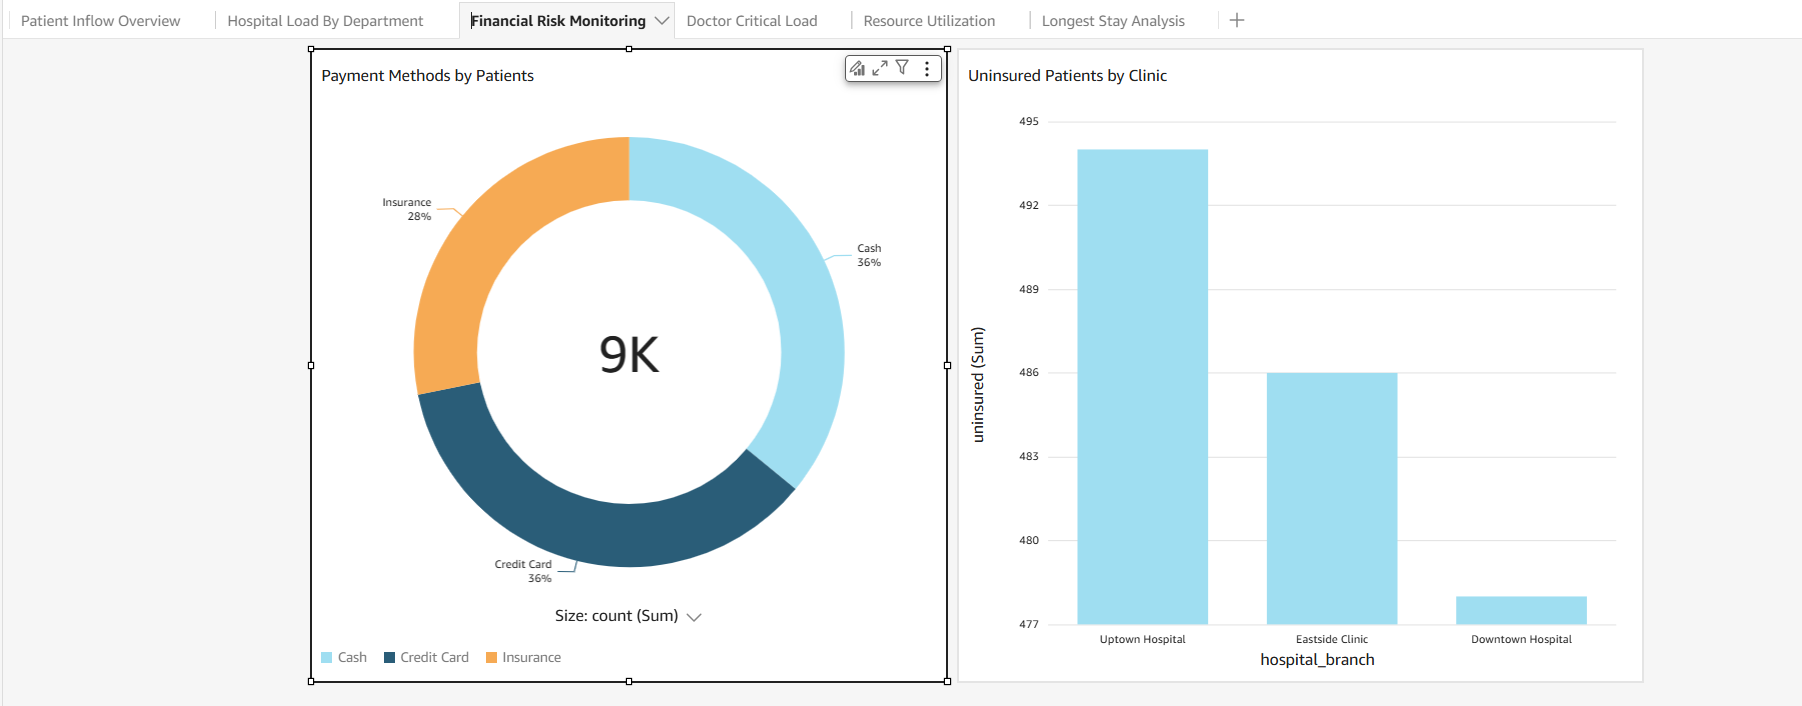 Patient Inflow Overview
Hospital Load By Department
Financial Risk Monitoring
Doctor Critical Load
Resource Utilization
Longest Stay Analysis
Payment Methods by Patients
Insurance
28%
Cash
36%
9K
Credit Card
36%
Size: count (Sum)
Cash
Credit Card
Insurance
Uninsured Patients by Clinic
495
492
489
486
483
480
477
uninsured (Sum)
Uptown Hospital
Eastside Clinic
Downtown Hospital
hospital_branch